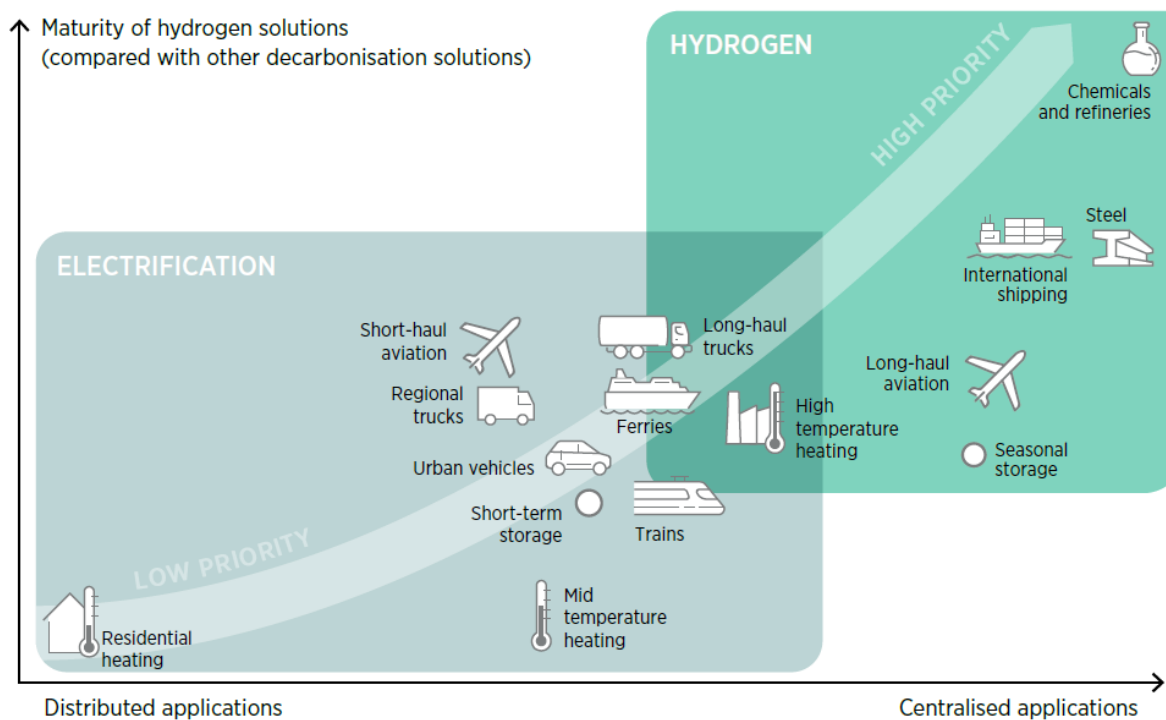 Maturity of hydrogen solutions
(compared with other decarbonisation solutions)
HYDROGEN
HIGH PRIORITY
Chemicals
and refineries
Steel
International
shipping
ELECTRIFICATION
Short-haul
aviation
Long-haul
trucks
Long-haul
aviation
Regional
trucks
Ferries
High
temperature
heating
Urban vehicles
Seasonal
storage
Short-term
storage
Trains
LOW PRIORITY
Mid
temperature
heating
Residential
heating
Distributed applications
Centralised applications